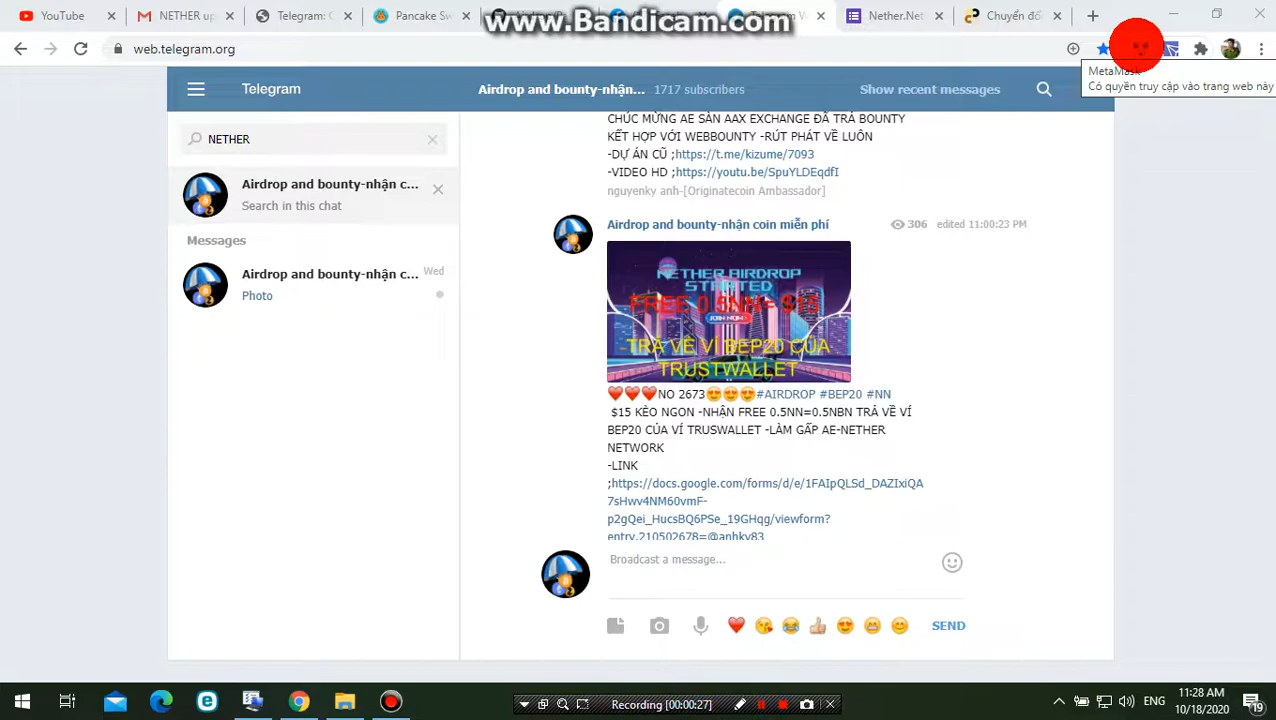 YouTube
NETHER up
Telegram: C
Pancake Sw
www.Bandicam.com
Nether.Net
Chuyển đổ
web.telegram.org
MetaMask
Có quyền truy cập vào trang web này
Telegram
Airdrop and bounty-nhận... 1717 subscribers
Show recent messages
NETHER
Airdrop and bounty-nhận c...
Search in this chat
Messages
Airdrop and bounty-nhận c... Wed
Photo
CHÚC MỪNG AE SÀN AAX EXCHANGE ĐÃ TRẢ BOUNTY
KẾT HỢP VỚI WEBBOUNTY -RÚT PHÁT VỀ LUÔN
-DỰ ÁN CŨ ;https://t.me/kizume/7093
-VIDEO HD ;https://youtu.be/SpuYLDEqdfI
nguyenky anh-[Originatecoin Ambassador]
Airdrop and bounty-nhận coin miễn phí 306 edited 11:00:23 PM
NETHER AIRDROP
STARTED
FREE 0.5NN= $15
JOIN NOW
-TRẢ VỀ VÍ BEP20 CỦA
TRUSTWALLET
❤️❤️❤️NO 2673😍😍😍#AIRDROP #BEP20 #NN
$15 KÈO NGON -NHẬN FREE 0.5NN=0.5NBN TRẢ VỀ VÍ
BEP20 CỦA VÍ TRUSWALLET -LÀM GẤP AE-NETHER
NETWORK
-LINK
;https://docs.google.com/forms/d/e/1FAIpQLSd_DAZIxiQA
7sHwv4NM60vmF-
p2gQei_HucsBQ6PSe_19GHqg/viewform?
entry.210502678=@anhky83
Broadcast a message...
SEND
Recording [00:00:27]
ENG
11:28 AM
10/18/2020
19